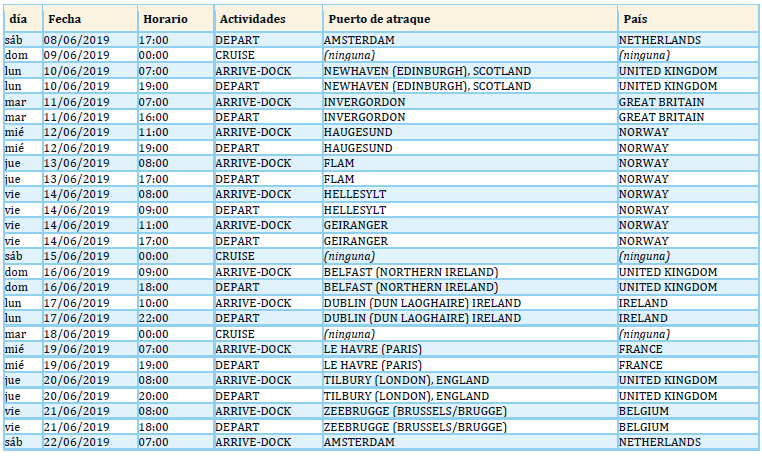 día Fecha Horario Actividades Puerto de atraque País
sáb 08/06/2019 17:00 DEPART AMSTERDAM NETHERLANDS
dom 09/06/2019 00:00 CRUISE (ninguna) (ninguna)
lun 10/06/2019 07:00 ARRIVE-DOCK NEWHAVEN (EDINBURGH), SCOTLAND UNITED KINGDOM
lun 10/06/2019 19:00 DEPART NEWHAVEN (EDINBURGH), SCOTLAND UNITED KINGDOM
mar 11/06/2019 07:00 ARRIVE-DOCK INVERGORDON GREAT BRITAIN
mar 11/06/2019 16:00 DEPART INVERGORDON GREAT BRITAIN
mié 12/06/2019 11:00 ARRIVE-DOCK HAUGESUND NORWAY
mié 12/06/2019 19:00 DEPART HAUGESUND NORWAY
jue 13/06/2019 08:00 ARRIVE-DOCK FLAM NORWAY
jue 13/06/2019 17:00 DEPART FLAM NORWAY
vie 14/06/2019 08:00 ARRIVE-DOCK HELLESYLT NORWAY
vie 14/06/2019 09:00 DEPART HELLESYLT NORWAY
vie 14/06/2019 11:00 ARRIVE-DOCK GEIRANGER NORWAY
vie 14/06/2019 17:00 DEPART GEIRANGER NORWAY
sáb 15/06/2019 00:00 CRUISE (ninguna) (ninguna)
dom 16/06/2019 09:00 ARRIVE-DOCK BELFAST (NORTHERN IRELAND) UNITED KINGDOM
dom 16/06/2019 18:00 DEPART BELFAST (NORTHERN IRELAND) UNITED KINGDOM
lun 17/06/2019 10:00 ARRIVE-DOCK DUBLIN (DUN LAOGHAIRE) IRELAND IRELAND
lun 17/06/2019 22:00 DEPART DUBLIN (DUN LAOGHAIRE) IRELAND IRELAND
mar 18/06/2019 00:00 CRUISE (ninguna) (ninguna)
mié 19/06/2019 07:00 ARRIVE-DOCK LE HAVRE (PARIS) FRANCE
mié 19/06/2019 19:00 DEPART LE HAVRE (PARIS) FRANCE
jue 20/06/2019 08:00 ARRIVE-DOCK TILBURY (LONDON), ENGLAND UNITED KINGDOM
jue 20/06/2019 20:00 DEPART TILBURY (LONDON), ENGLAND UNITED KINGDOM
vie 21/06/2019 08:00 ARRIVE-DOCK ZEEBRUGGE (BRUSSELS/BRUGGE) BELGIUM
vie 21/06/2019 18:00 DEPART ZEEBRUGGE (BRUSSELS/BRUGGE) BELGIUM
sáb 22/06/2019 07:00 ARRIVE-DOCK AMSTERDAM NETHERLANDS